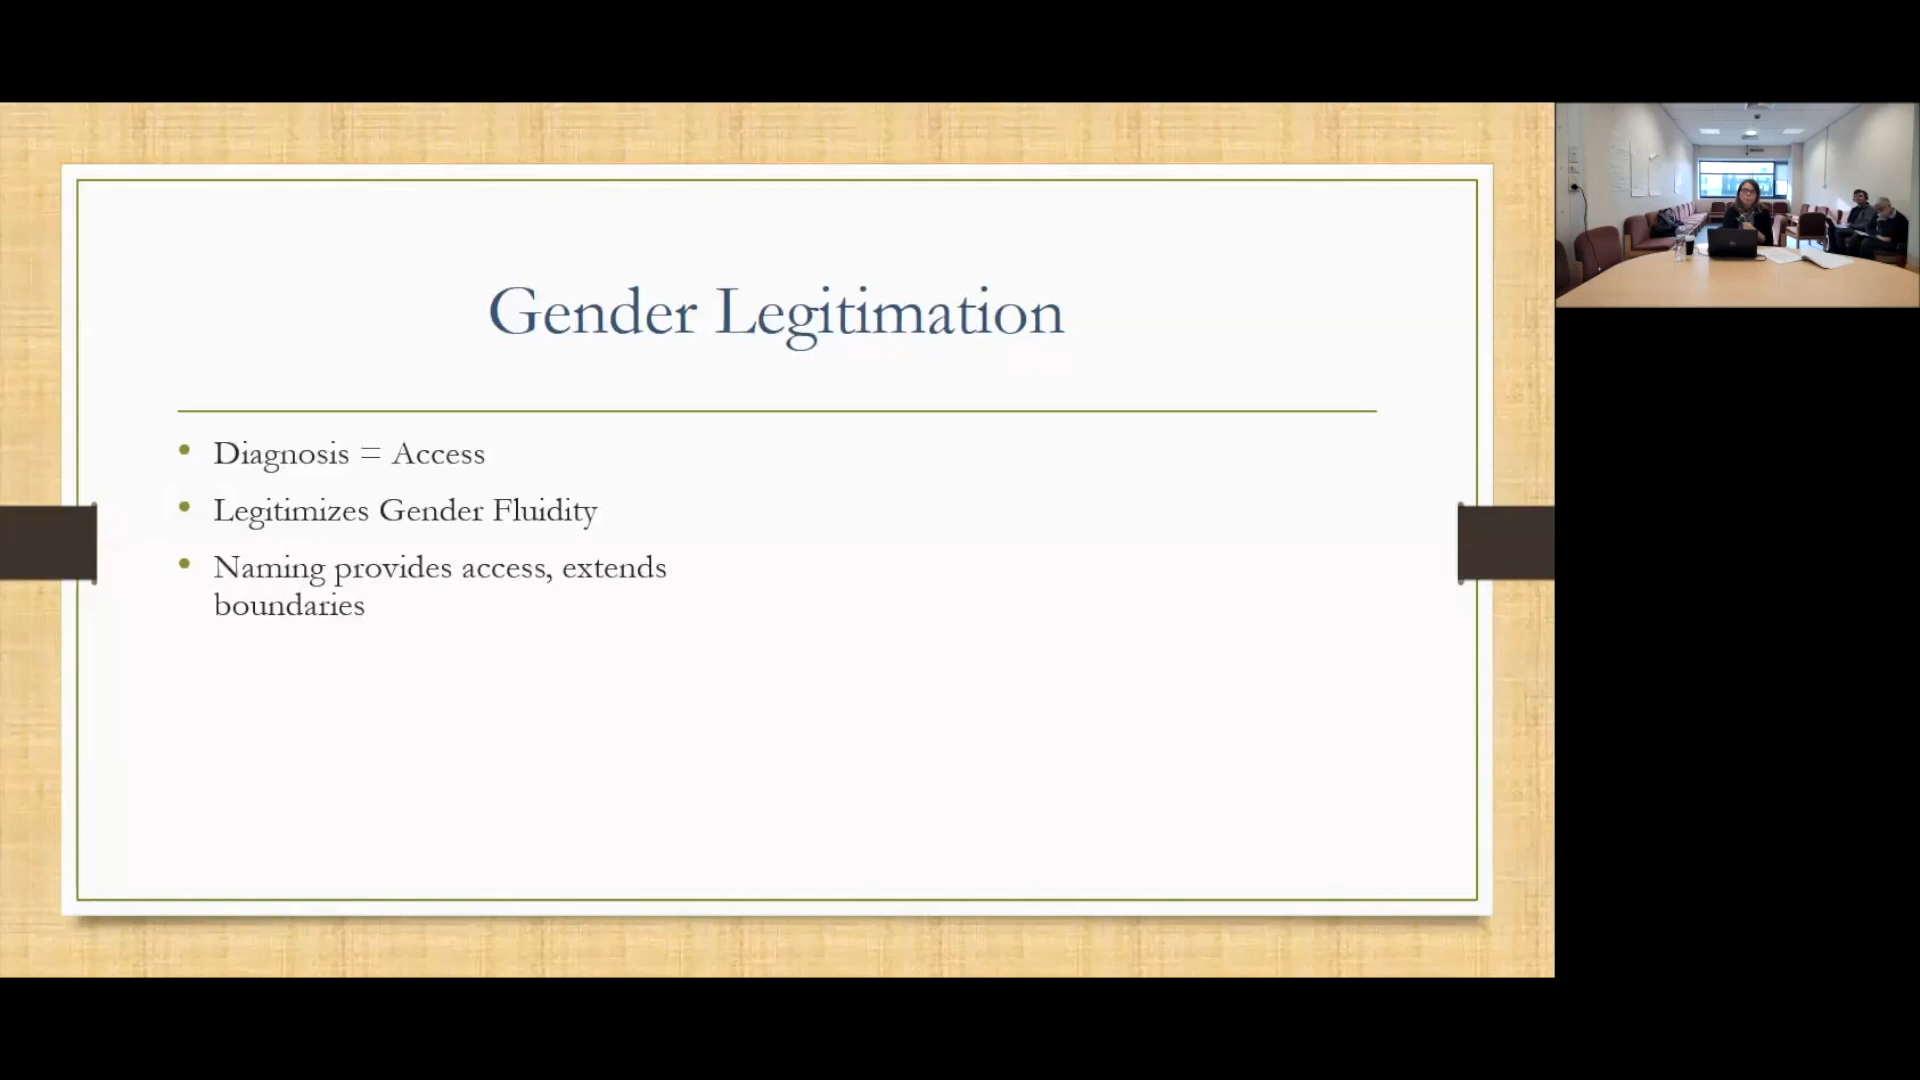 Gender Legitimation
• Diagnosis = Access
• Legitimizes Gender Fluidity
• Naming provides access, extends
boundaries